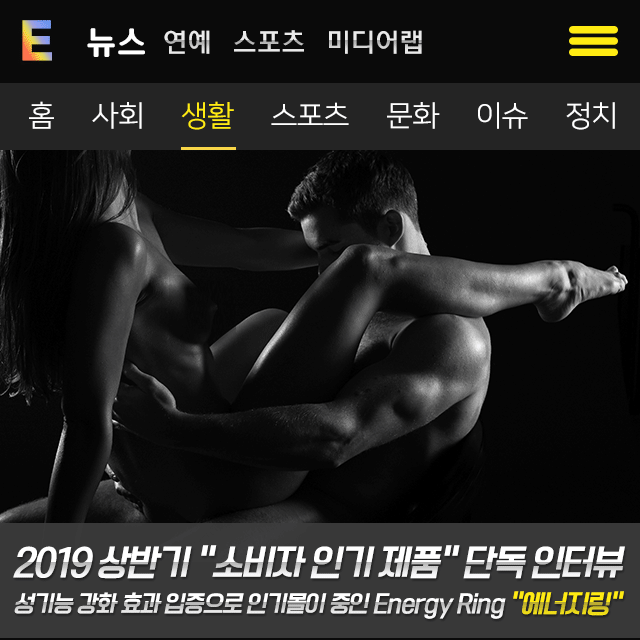 E 뉴스 연예 스포츠 미디어랩
홈 사회 생활 스포츠 문화 이슈 정치
2019 상반기 "소비자 인기 제품" 단독 인터뷰
성기능 강화 효과 입증으로 인기몰이 중인 Energy Ring "에너지링"